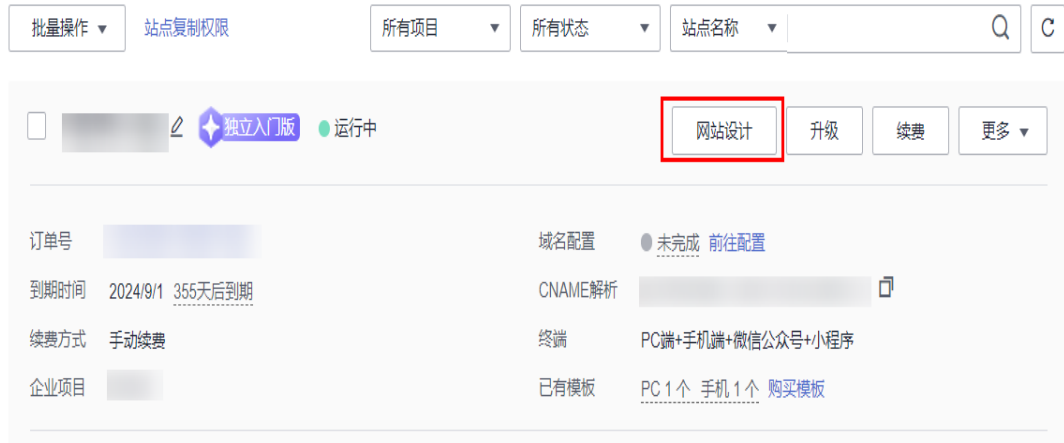 批量操作 站点复制权限 所有项目 所有状态 站点名称
独立入门版 运行中 网站设计 升级 续费 更多
订单号 域名配置 未完成 前往配置
到期时间 2024/9/1 355天后到期 CNAME解析
续费方式 手动续费 终端 PC端+手机端+微信公众号+小程序
企业项目 已有模板 PC 1 个 手机 1 个 购买模板